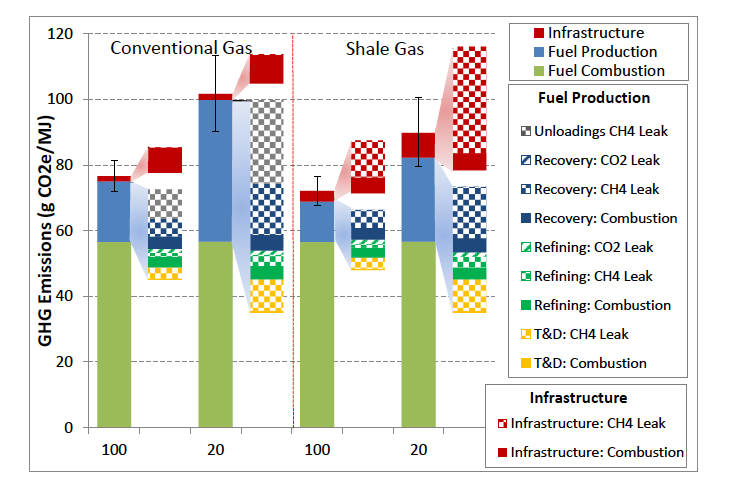 120
100
80
60
40
20
0
GHG Emissions (g CO2e/MJ)
Conventional Gas
Shale Gas
100
20
100
20
Infrastructure
Fuel Production
Fuel Combustion
Fuel Production
Unloadings CH4 Leak
Recovery: CO2 Leak
Recovery: CH4 Leak
Recovery: Combustion
Refining: CO2 Leak
Refining: CH4 Leak
Refining: Combustion
T&D: CH4 Leak
T&D: Combustion
Infrastructure
Infrastructure: CH4 Leak
Infrastructure: Combustion